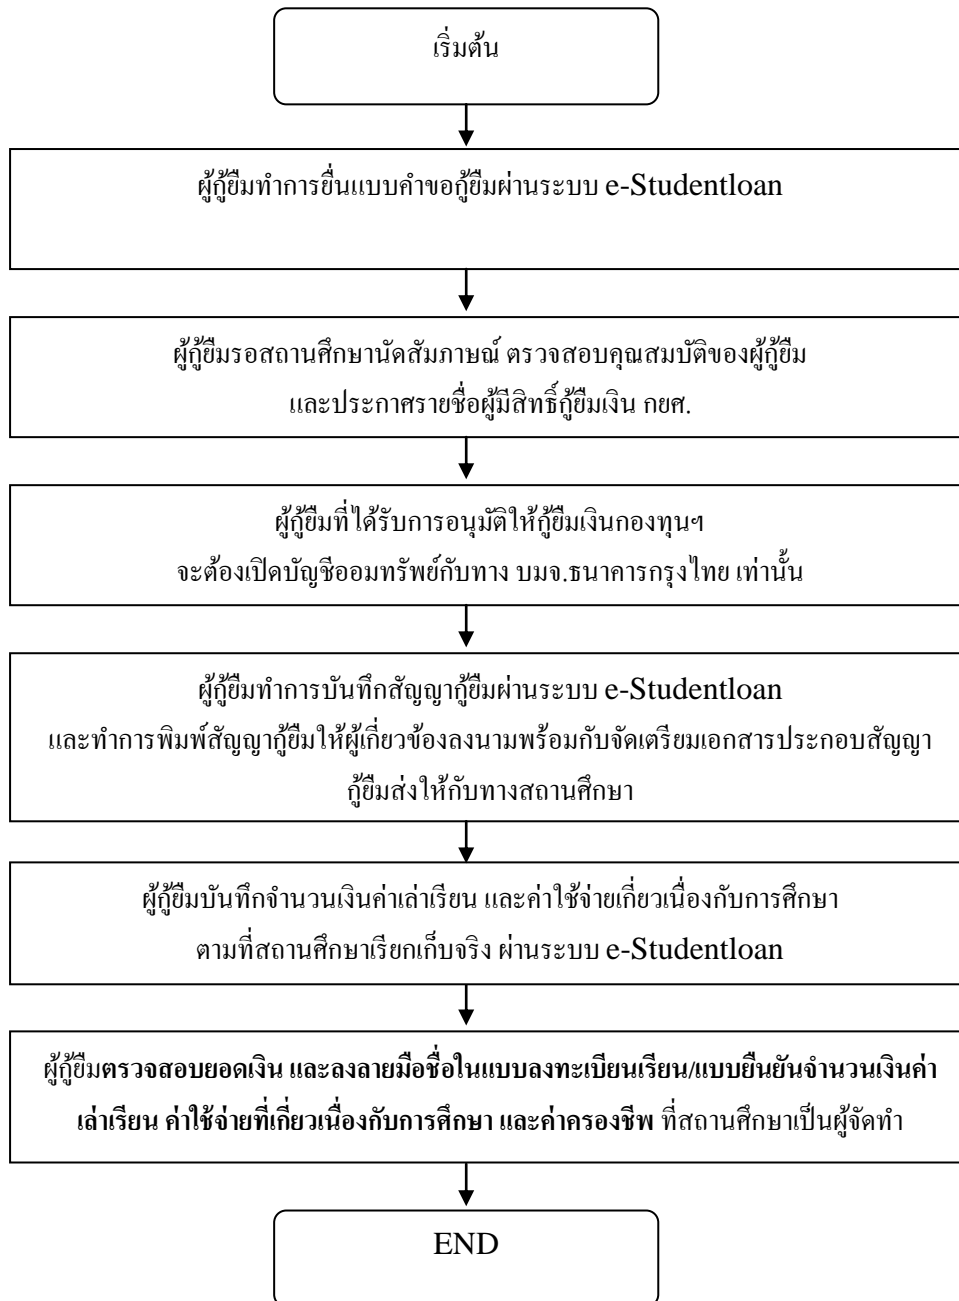 เริ่มต้น
ผู้กู้ยืมทำการยื่นแบบคำขอกู้ยืมผ่านระบบ e-Studentloan
ผู้กู้ยืมรอสถานศึกษานัดสัมภาษณ์ ตรวจสอบคุณสมบัติของผู้กู้ยืม
และประกาศรายชื่อผู้มีสิทธิ์กู้ยืมเงิน กยศ.
ผู้กู้ยืมที่ได้รับการอนุมัติให้กู้ยืมเงินกองทุนฯ
จะต้องเปิดบัญชีออมทรัพย์กับทาง บมจ.ธนาคารกรุงไทย เท่านั้น
ผู้กู้ยืมทำการบันทึกสัญญากู้ยืมผ่านระบบ e-Studentloan
และทำการพิมพ์สัญญากู้ยืมให้ผู้เกี่ยวข้องลงนามพร้อมกับจัดเตรียมเอกสารประกอบสัญญา
กู้ยืมส่งให้กับทางสถานศึกษา
ผู้กู้ยืมบันทึกจำนวนเงินค่าเล่าเรียน และค่าใช้จ่ายเกี่ยวเนื่องกับการศึกษา
ตามที่สถานศึกษาเรียกเก็บจริง ผ่านระบบ e-Studentloan
ผู้กู้ยืมตรวจสอบยอดเงิน และลงลายมือชื่อในแบบลงทะเบียนเรียน/แบบยืนยันจำนวนเงินค่า
เล่าเรียน ค่าใช้จ่ายที่เกี่ยวเนื่องกับการศึกษา และค่าครองชีพ ที่สถานศึกษาเป็นผู้จัดทำ
END